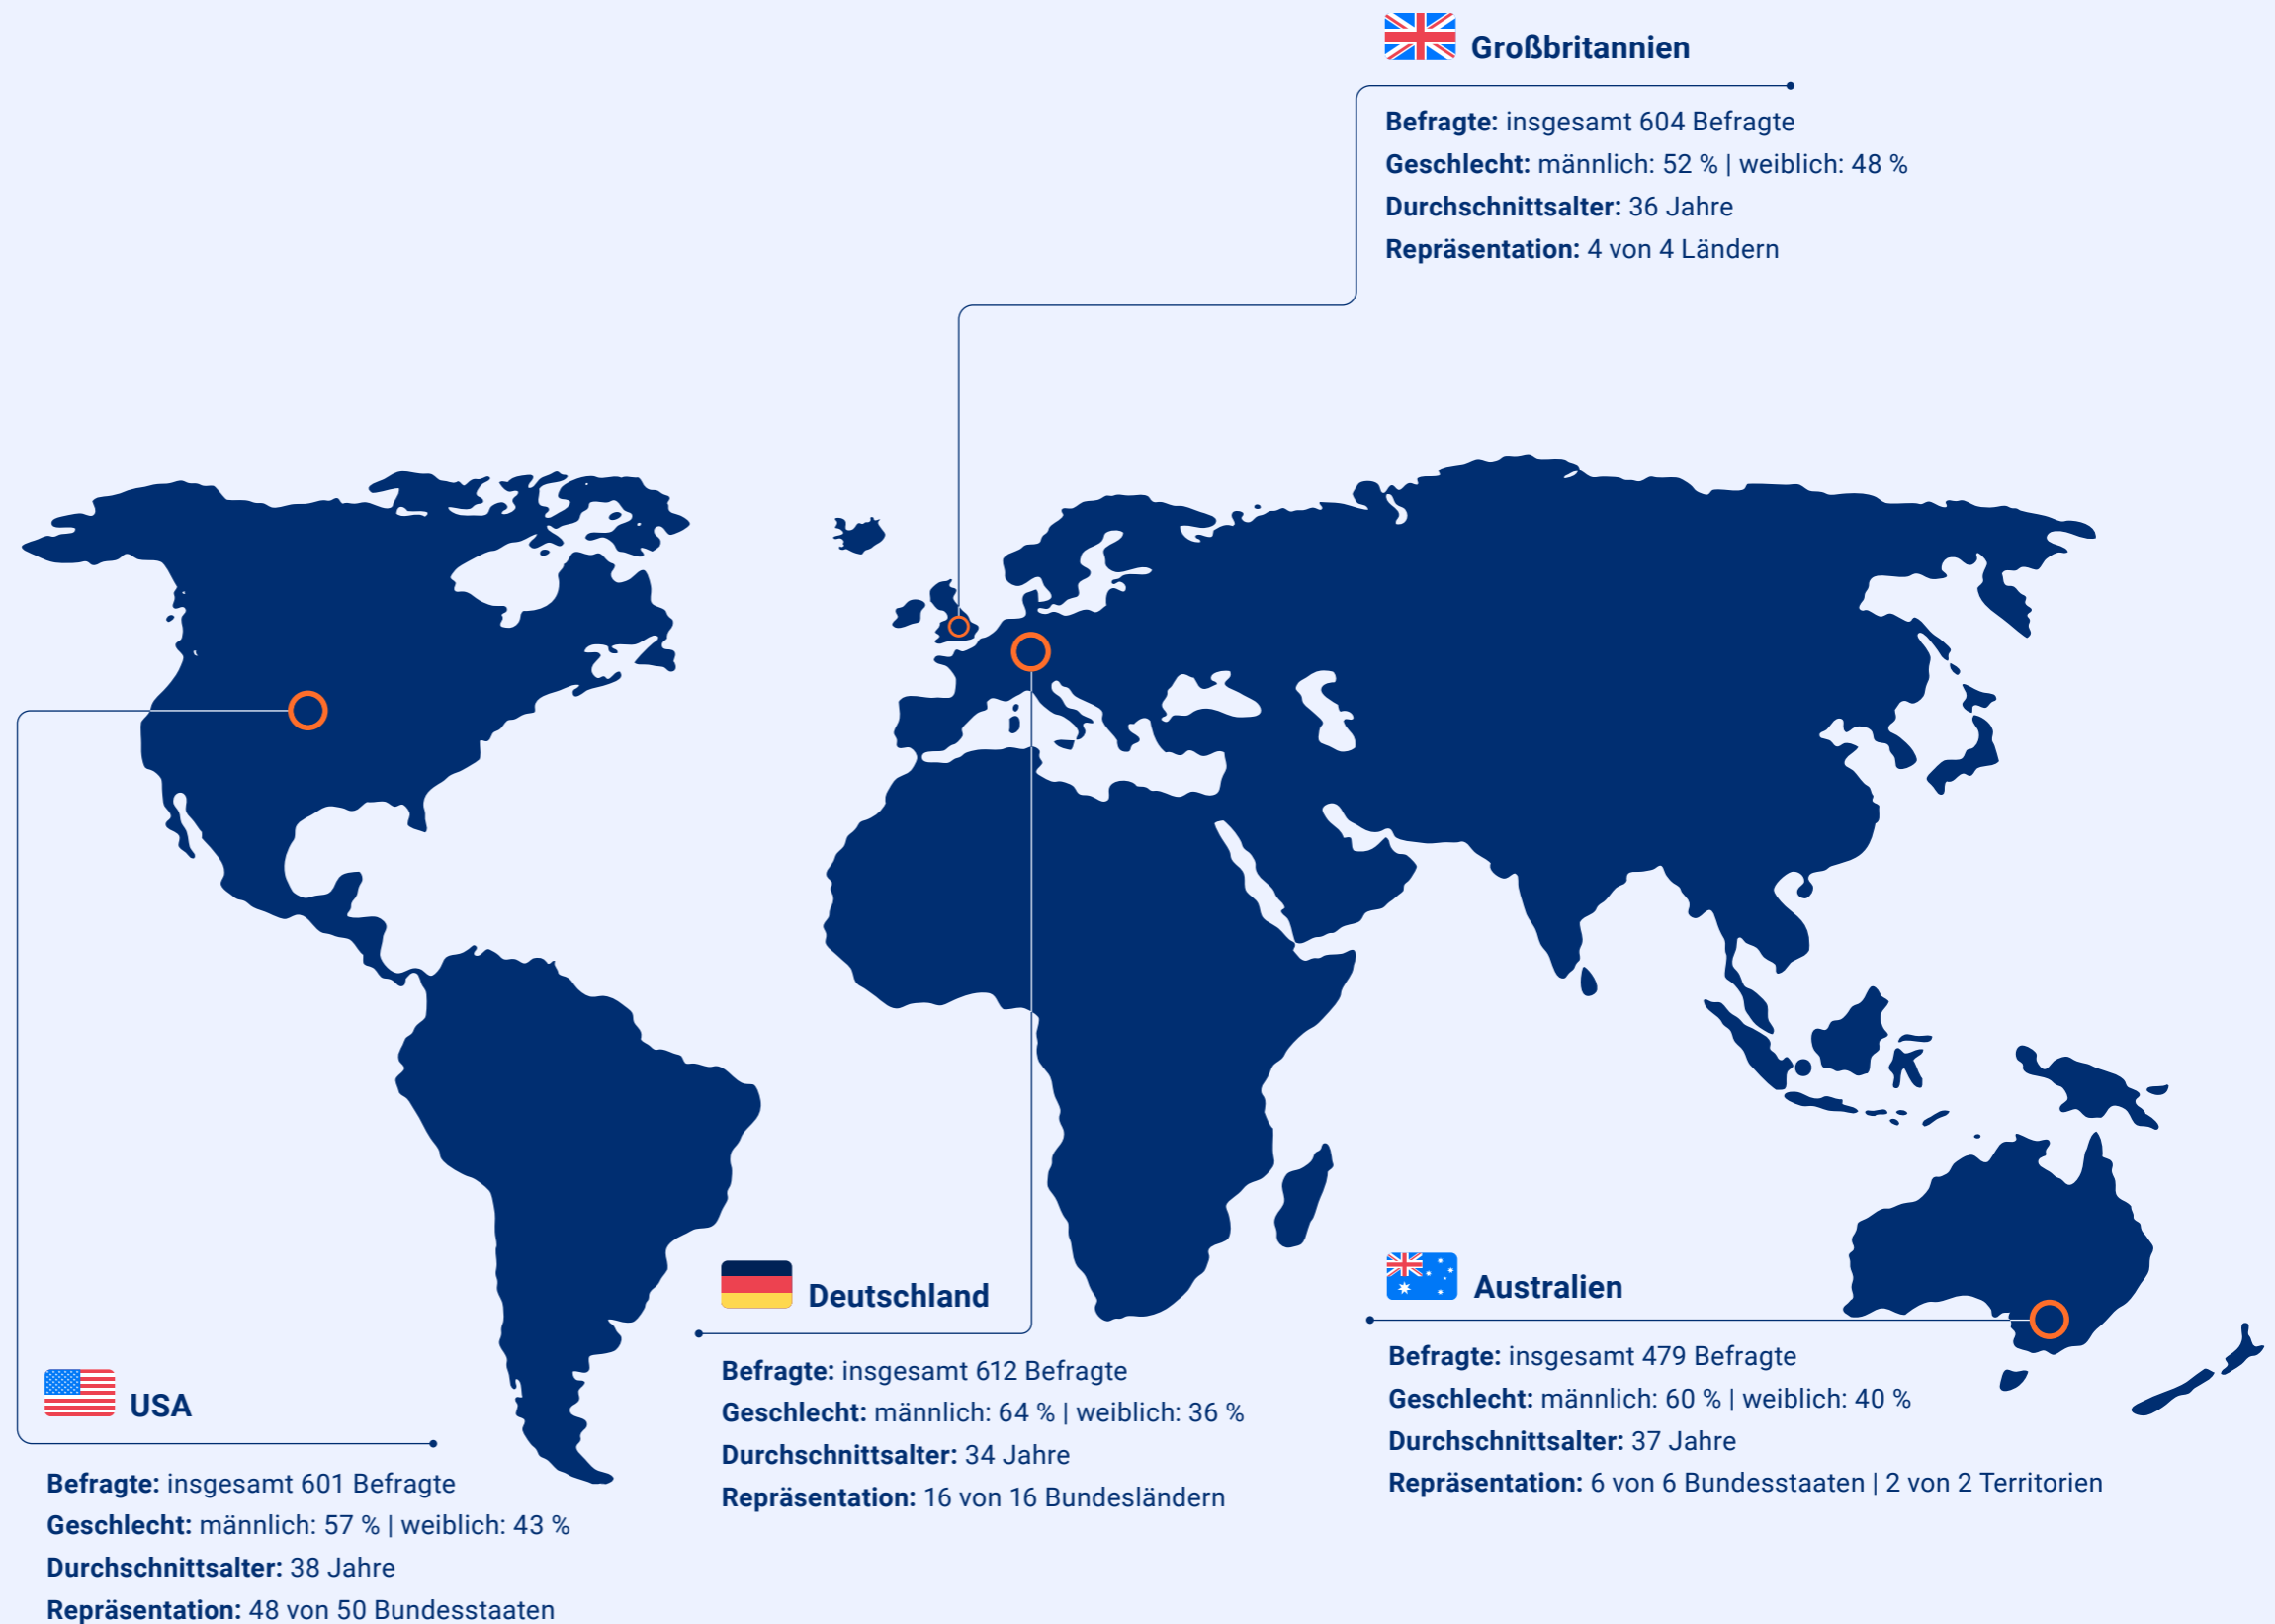 Großbritannien
Befragte: insgesamt 604 Befragte
Geschlecht: männlich: 52 % | weiblich: 48 %
Durchschnittsalter: 36 Jahre
Repräsentation: 4 von 4 Ländern
USA
Befragte: insgesamt 601 Befragte
Geschlecht: männlich: 57 % | weiblich: 43 %
Durchschnittsalter: 38 Jahre
Repräsentation: 48 von 50 Bundesstaaten
Deutschland
Befragte: insgesamt 612 Befragte
Geschlecht: männlich: 64 % | weiblich: 36 %
Durchschnittsalter: 34 Jahre
Repräsentation: 16 von 16 Bundesländern
Australien
Befragte: insgesamt 479 Befragte
Geschlecht: männlich: 60 % | weiblich: 40 %
Durchschnittsalter: 37 Jahre
Repräsentation: 6 von 6 Bundesstaaten | 2 von 2 Territorien